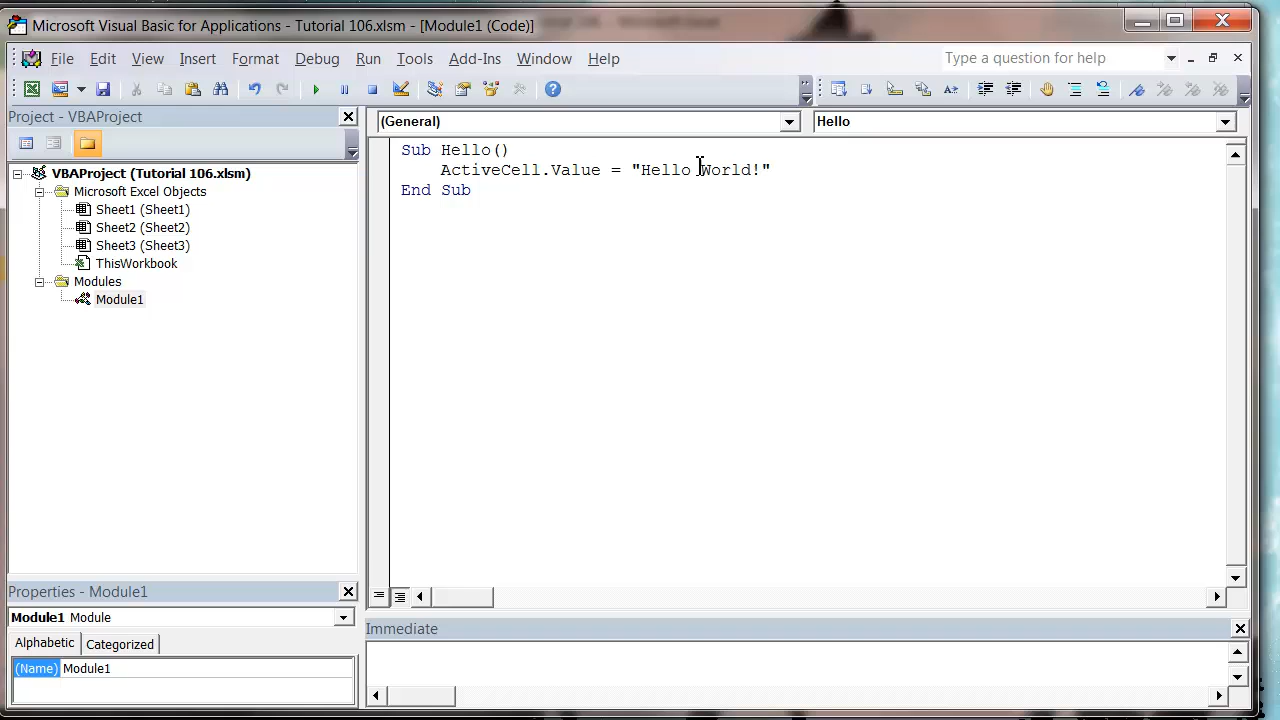 Microsoft Visual Basic for Applications - Tutorial 106.xlsm - [Module1 (Code)]
File Edit View Insert Format Debug Run Tools Add-Ins Window Help
Type a question for help
Project - VBAProject
(General)
Hello
VBAProject (Tutorial 106.xlsm)
Microsoft Excel Objects
Sheet1 (Sheet1)
Sheet2 (Sheet2)
Sheet3 (Sheet3)
ThisWorkbook
Modules
Module1
Sub Hello()
ActiveCell.Value = "Hello World!"
End Sub
Properties - Module1
Module1 Module
Alphabetic Categorized
(Name) Module1
Immediate